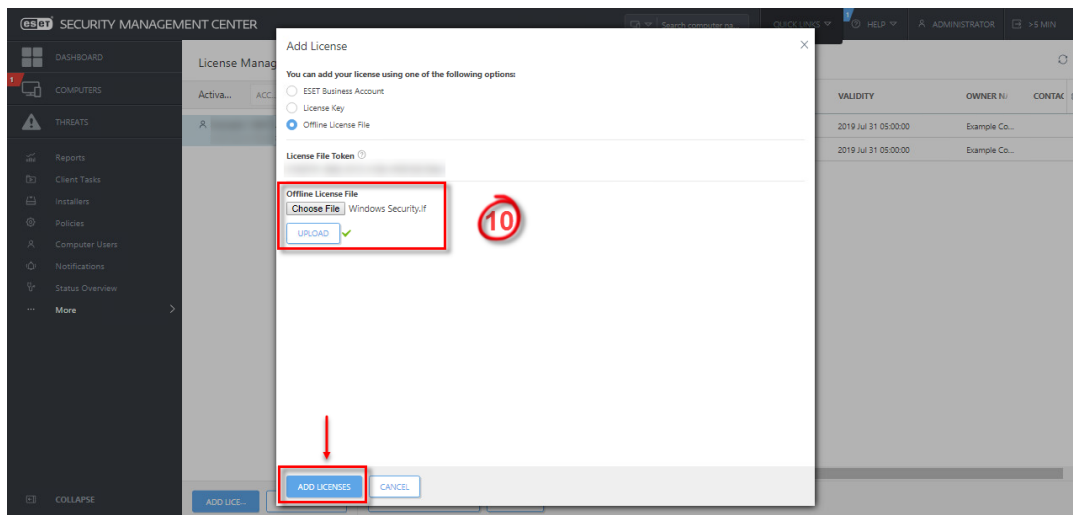 eset SECURITY MANAGEMENT CENTER
Search computer na...
QUICK LINKS
1
HELP
ADMINISTRATOR
>5 MIN
DASHBOARD
1
COMPUTERS
THREATS
Reports
Client Tasks
Installers
Policies
Computer Users
Notifications
Status Overview
... More
COLLAPSE
License Manag
Activa... ACC...
Add License
You can add your license using one of the following options:
ESET Business Account
License Key
Offline License File
License File Token
Offline License File
Choose File Windows Security.lf
UPLOAD
10
ADD LICENSES
CANCEL
VALIDITY OWNER N CONTAC
2019 Jul 31 05:00:00 Example Co...
2019 Jul 31 05:00:00 Example Co...
ADD LICE...